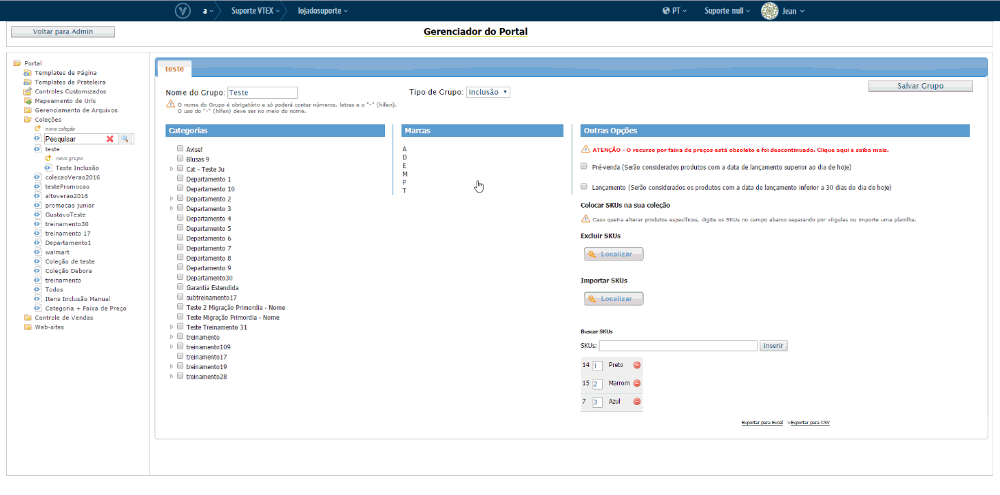 a
Suporte VTEX
lojadosuporte
PT
Suporte null
Jean
Voltar para Admin
Gerenciador do Portal
Portal
Templates de Página
Templates de Prateleira
Controles Customizados
Mapeamento de Urls
Gerenciamento de Arquivos
Coleções
nova coleção
Pesquisar
teste
novo grupo
Teste Inclusão
colecaoVerao2016
testePromocao
altoverao2016
promocao junior
GustavoTeste
treinamento30
treinamento 17
Departamento1
walmart
Coleção de teste
Coleção Debora
treinamento
Todos
Itens Inclusão Manual
Categoria + Faixa de Preço
Controle de Vendas
Web-sites
teste
Salvar Grupo
Nome do Grupo: Teste
Tipo de Grupo: Inclusão
O nome do Grupo é obrigatório e só poderá conter números, letras e o "-" (hífen).
O uso do "-" (hífen) deve ser no meio do nome.
Categorias
Avise!
Blusas 9
Cat - Teste Ju
Departamento 1
Departamento 10
Departamento 2
Departamento 3
Departamento 4
Departamento 5
Departamento 6
Departamento 7
Departamento 8
Departamento 9
Departamento30
Garantia Estendida
subtreinamento17
Teste 2 Migração Primordia - Nome
Teste Migração Primordia - Nome
Teste Treinamento 31
treinamento
treinamento109
treinamento17
treinamento19
treinamento28
Marcas
A
D
E
M
P
T
Outras Opções
ATENÇÃO - O recurso por faixa de preços está obsoleto e foi descontinuado. Clique aqui e saiba mais.
Pré-venda (Serão considerados produtos com a data de lançamento superior ao dia de hoje)
Lançamento (Serão considerados os produtos com a data de lançamento inferior a 30 dias do dia de hoje)
Colocar SKUs na sua coleção
Caso queira alterar produtos específicos, digite os SKUs no campo abaixo separando por vírgulas ou importe uma planilha.
Excluir SKUs
Localizar
Importar SKUs
Localizar
Buscar SKUs
SKUs:
Inserir
14 1 Preto
15 2 Marrom
7 3 Azul
Exportar para Excel
Exportar para CSV